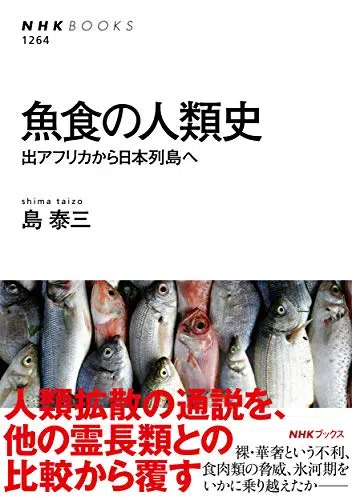 NHK BOOKS
1264
魚食の人類史
出アフリカから日本列島へ
shima taizo
島 泰三
人類拡散の通説を、
他の霊長類との
比較から覆す
NHKブックス
裸・華奢という不利、
食肉類の脅威、氷河期を
いかに乗り越えたか――